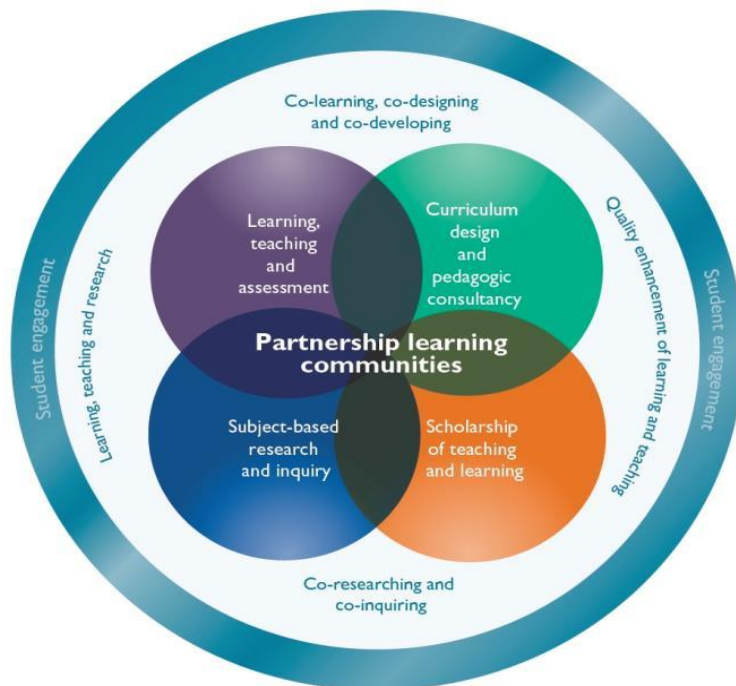 Co-learning, co-designing
and co-developing
Student engagement
Learning, teaching and research
Learning,
teaching
and
assessment
Curriculum
design
and
pedagogic
consultancy
Quality enhancement of learning and teaching
Student engagement
Partnership learning
communities
Subject-based
research
and inquiry
Scholarship
of teaching
and learning
Co-researching and
co-inquiring